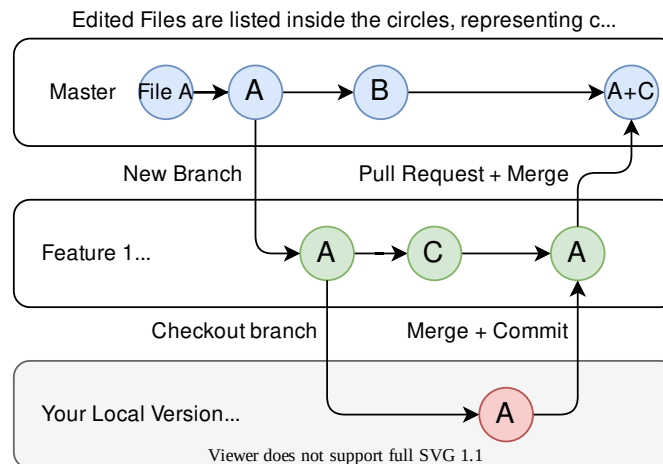 Edited Files are listed inside the circles, representing c...
Master
File A
A
B
A+C
New Branch
Pull Request + Merge
Feature 1...
A
C
A
Checkout branch
Merge + Commit
Your Local Version...
A
Viewer does not support full SVG 1.1